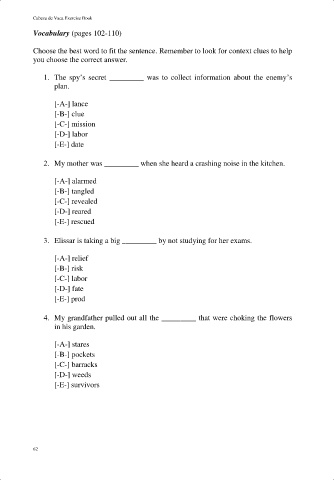 Cabeza de Vaca, Exercise Book
Vocabulary (pages 102-110)
Choose the best word to fit the sentence. Remember to look for context clues to help
you choose the correct answer.
1. The spy's secret _________ was to collect information about the enemy's
plan.
[-A-] lance
[-B-] clue
[-C-] mission
[-D-] labor
[-E-] date
2. My mother was _________ when she heard a crashing noise in the kitchen.
[-A-] alarmed
[-B-] tangled
[-C-] revealed
[-D-] reared
[-E-] rescued
3. Elissar is taking a big _________ by not studying for her exams.
[-A-] relief
[-B-] risk
[-C-] labor
[-D-] fate
[-E-] prod
4. My grandfather pulled out all the _________ that were choking the flowers
in his garden.
[-A-] stares
[-B-] pockets
[-C-] barracks
[-D-] weeds
[-E-] survivors
62